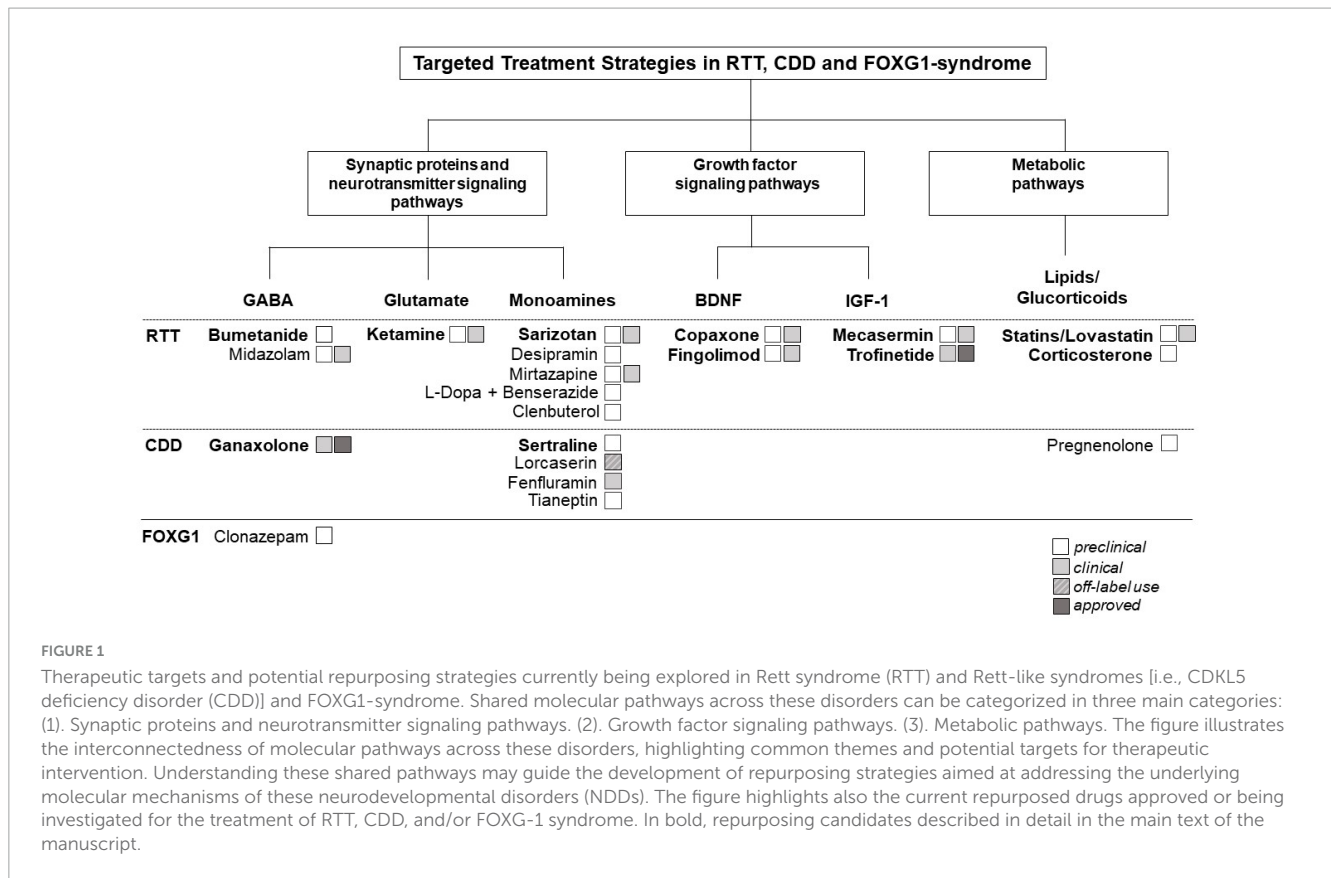 Targeted Treatment Strategies in RTT, CDD and FOXG1-syndrome
Synaptic proteins and
neurotransmitter signaling
pathways
Growth factor
signaling pathways
Metabolic
pathways
GABA
Glutamate
Monoamines
BDNF
IGF-1
Lipids/
Glucorticoids
RTT
Bumetanide
Midazolam
Ketamine
Sarizotan
Desipramin
Mirtazapine
L-Dopa + Benserazide
Clenbuterol
Copaxone
Fingolimod
Mecasermin
Trofinetide
Statins/Lovastatin
Corticosterone
CDD
Ganaxolone
Sertraline
Lorcaserin
Fenfluramin
Tianeptin
Pregnenolone
FOXG1
Clonazepam
preclinical
clinical
off-label use
approved
FIGURE 1
Therapeutic targets and potential repurposing strategies currently being explored in Rett syndrome (RTT) and Rett-like syndromes [i.e., CDKL5
deficiency disorder (CDD)] and FOXG1-syndrome. Shared molecular pathways across these disorders can be categorized in three main categories:
(1). Synaptic proteins and neurotransmitter signaling pathways. (2). Growth factor signaling pathways. (3). Metabolic pathways. The figure illustrates
the interconnectedness of molecular pathways across these disorders, highlighting common themes and potential targets for therapeutic
intervention. Understanding these shared pathways may guide the development of repurposing strategies aimed at addressing the underlying
molecular mechanisms of these neurodevelopmental disorders (NDDs). The figure highlights also the current repurposed drugs approved or being
investigated for the treatment of RTT, CDD, and/or FOXG-1 syndrome. In bold, repurposing candidates described in detail in the main text of the
manuscript.